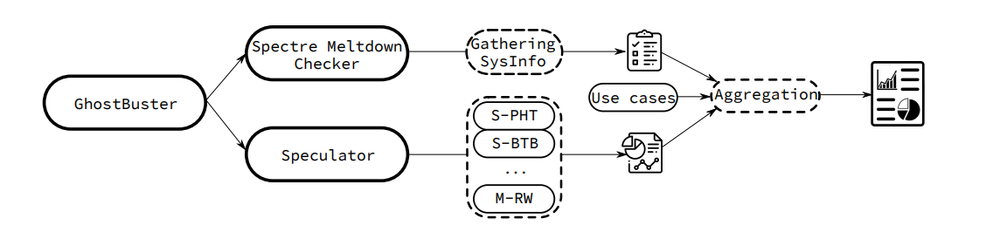 GhostBuster
Spectre Meltdown
Checker
Gathering
SysInfo
Use cases
Aggregation
Speculator
S-PHT
S-BTB
...
M-RW